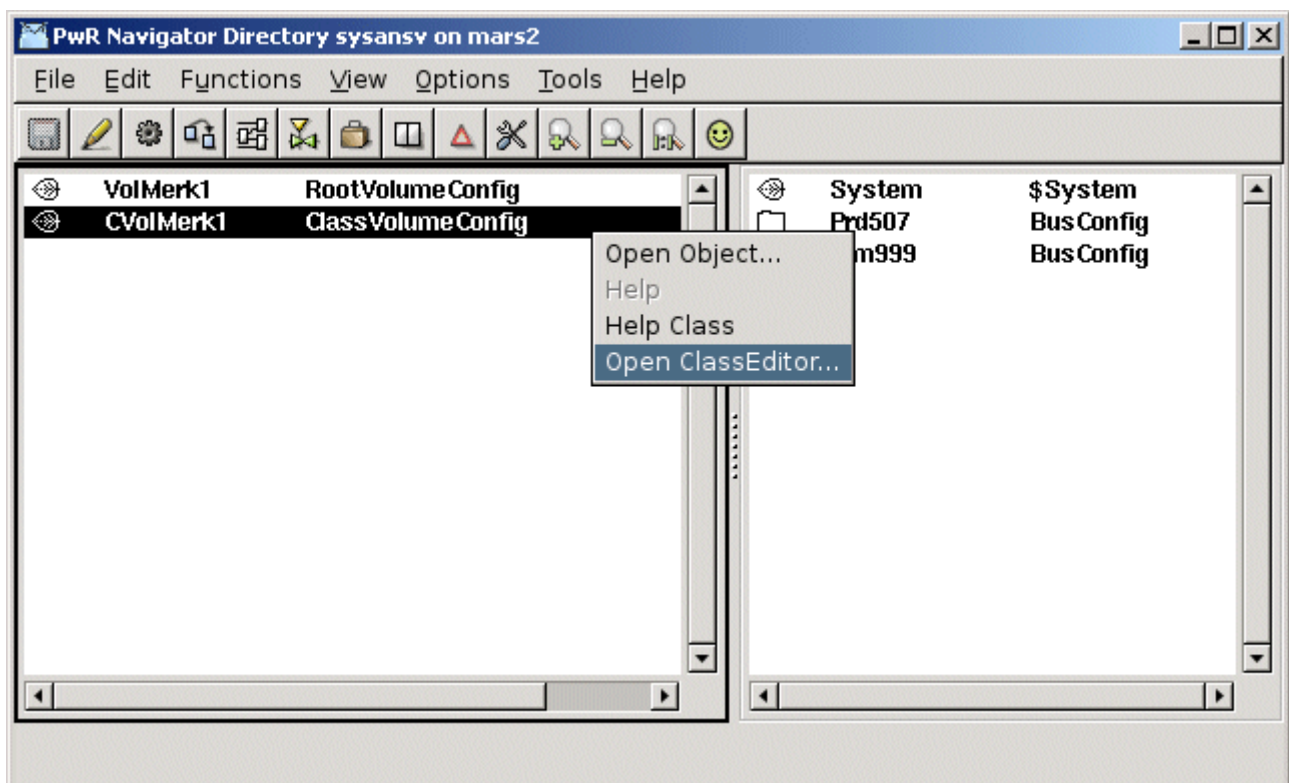 PwR Navigator Directory sysansv on mars2
File Edit Functions View Options Tools Help
VolMerk1 RootVolumeConfig
CVolMerk1 ClassVolumeConfig
Open Object...
Help
Help Class
Open ClassEditor...
System $System
Prd507 BusConfig
m999 BusConfig